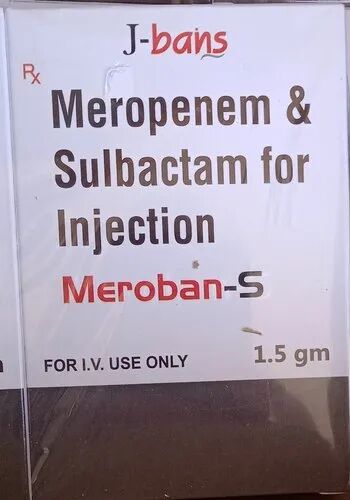 J-bans
Rx
Meropenem &
Sulbactam for
Injection
Meroban-S
FOR I.V. USE ONLY
1.5 gm